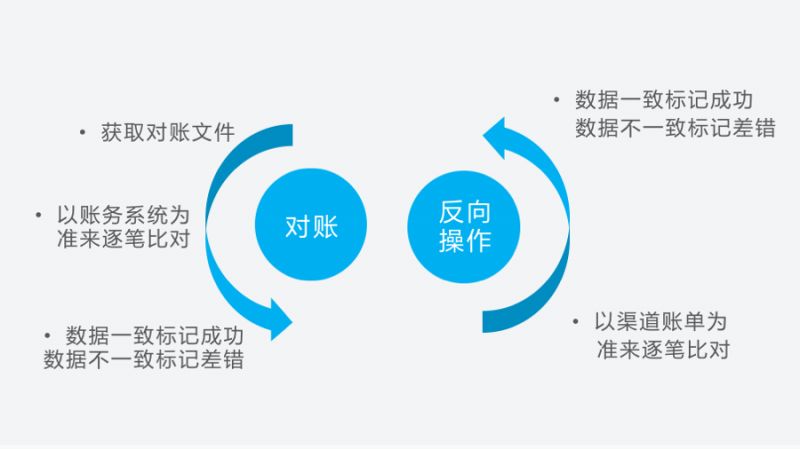 • 获取对账文件
• 以账务系统为
准来逐笔比对
• 数据一致标记成功
数据不一致标记差错
对账
反向
操作
• 数据一致标记成功
数据不一致标记差错
• 以渠道账单为
准来逐笔比对